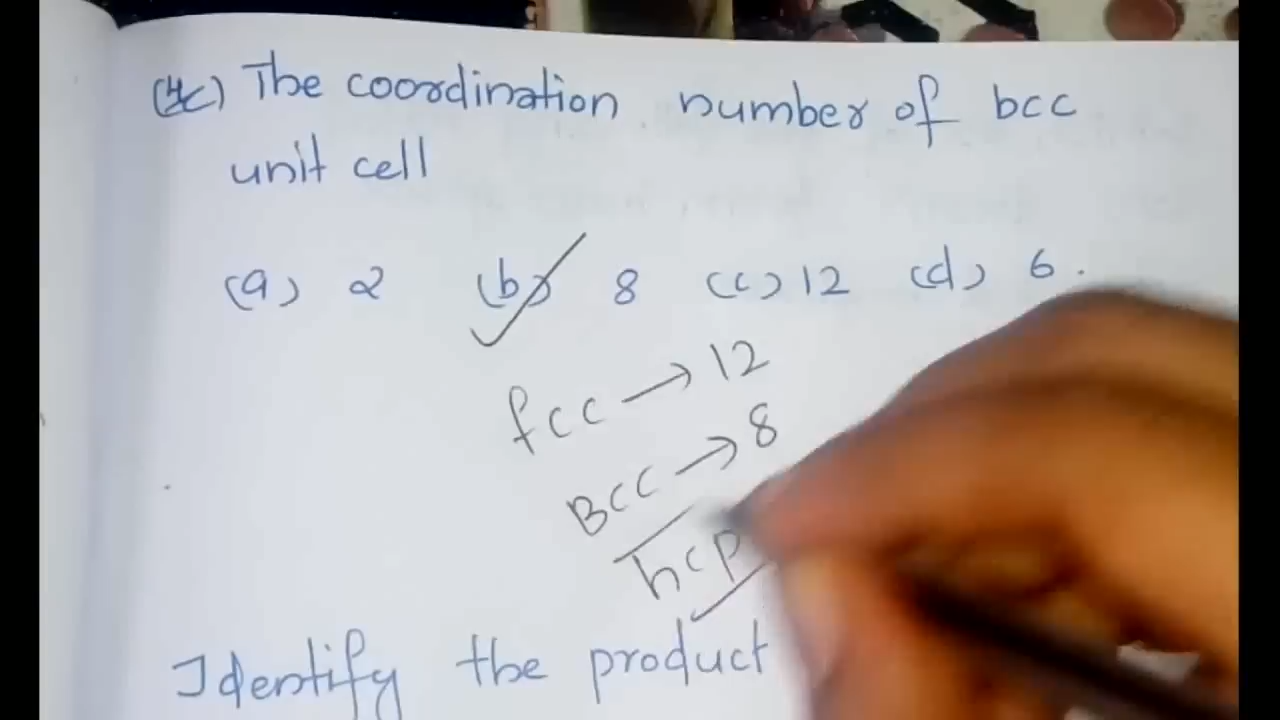 The coordination number of bcc
unit cell
(a) 2 (b) 8 (c) 12 (d) 6.
fcc → 12
BCC → 8
hcp
Identify the product